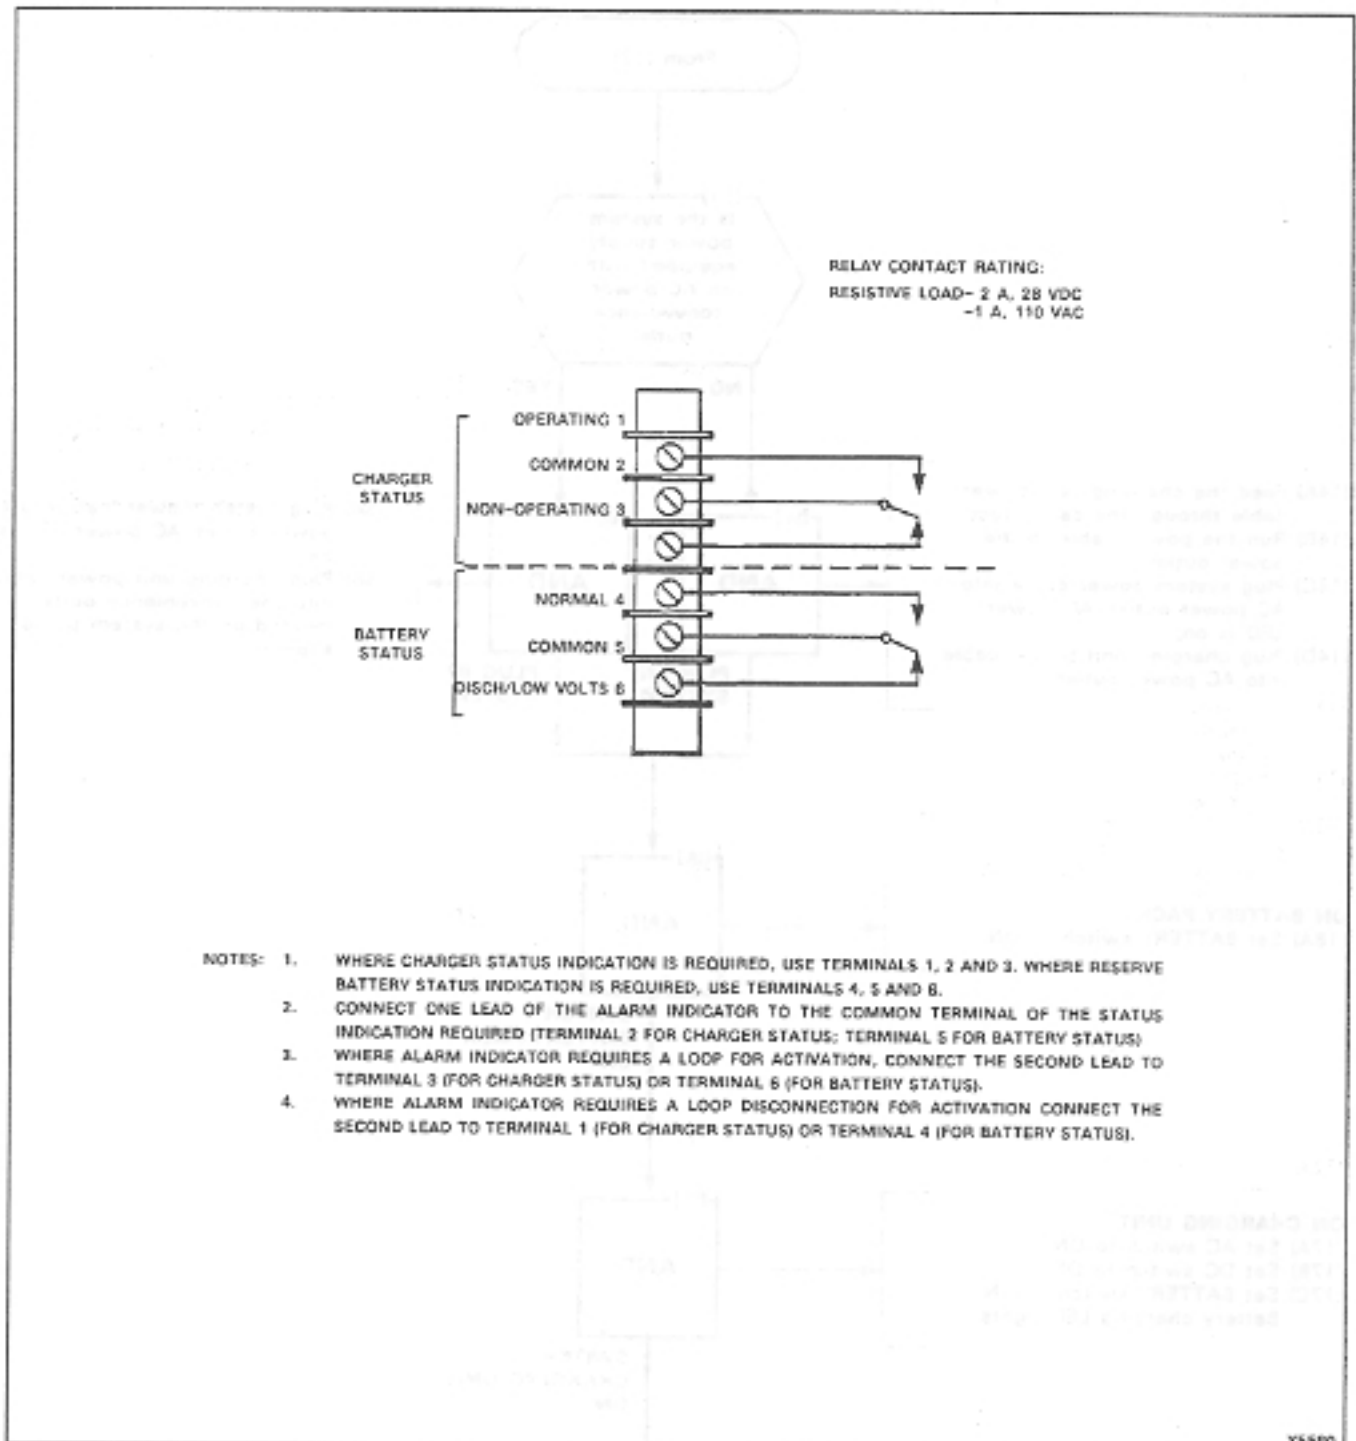 RELAY CONTACT RATING:
RESISTIVE LOAD– 2 A, 28 VDC
–1 A, 110 VAC
OPERATING 1
COMMON 2
CHARGER
STATUS
NON–OPERATING 3
NORMAL 4
BATTERY
STATUS
COMMON 5
DISCH/LOW VOLTS 6
NOTES: 1. WHERE CHARGER STATUS INDICATION IS REQUIRED, USE TERMINALS 1, 2 AND 3. WHERE RESERVE
BATTERY STATUS INDICATION IS REQUIRED, USE TERMINALS 4, 5 AND 6.
2. CONNECT ONE LEAD OF THE ALARM INDICATOR TO THE COMMON TERMINAL OF THE STATUS
INDICATION REQUIRED (TERMINAL 2 FOR CHARGER STATUS; TERMINAL 5 FOR BATTERY STATUS)
3. WHERE ALARM INDICATOR REQUIRES A LOOP FOR ACTIVATION, CONNECT THE SECOND LEAD TO
TERMINAL 3 (FOR CHARGER STATUS) OR TERMINAL 6 (FOR BATTERY STATUS).
4. WHERE ALARM INDICATOR REQUIRES A LOOP DISCONNECTION FOR ACTIVATION CONNECT THE
SECOND LEAD TO TERMINAL 1 (FOR CHARGER STATUS) OR TERMINAL 4 (FOR BATTERY STATUS).